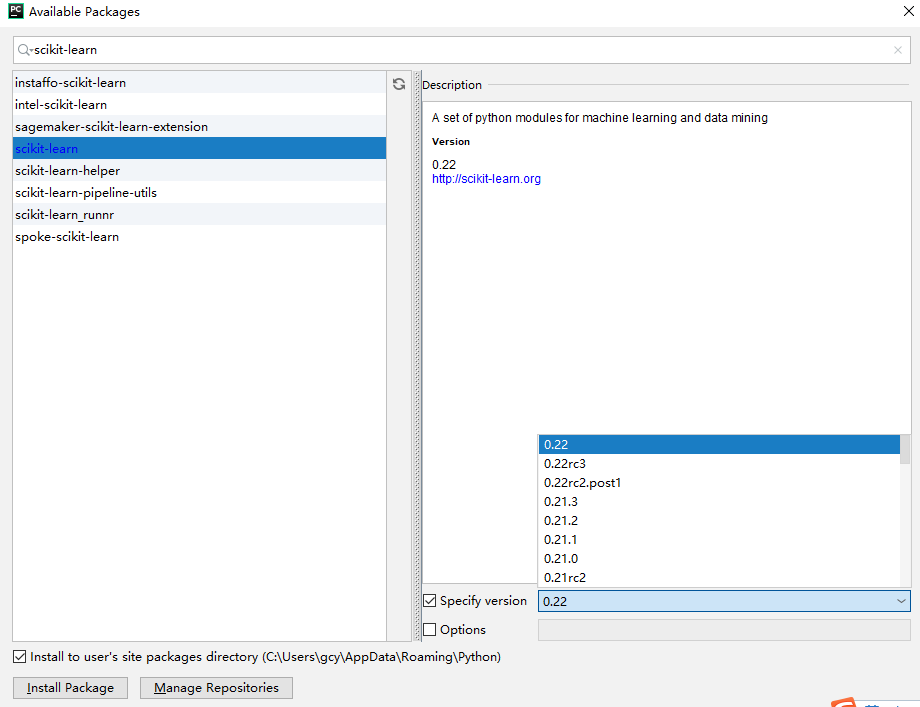 PC
Available Packages
scikit-learn
instaffo-scikit-learn
intel-scikit-learn
sagemaker-scikit-learn-extension
scikit-learn
scikit-learn-helper
scikit-learn-pipeline-utils
scikit-learn_runnr
spoke-scikit-learn
Description
A set of python modules for machine learning and data mining
Version
0.22
http://scikit-learn.org
0.22
0.22rc3
0.22rc2.post1
0.21.3
0.21.2
0.21.1
0.21.0
0.21rc2
Specify version
0.22
Options
Install to user's site packages directory (C:\Users\gcy\AppData\Roaming\Python)
Install Package
Manage Repositories